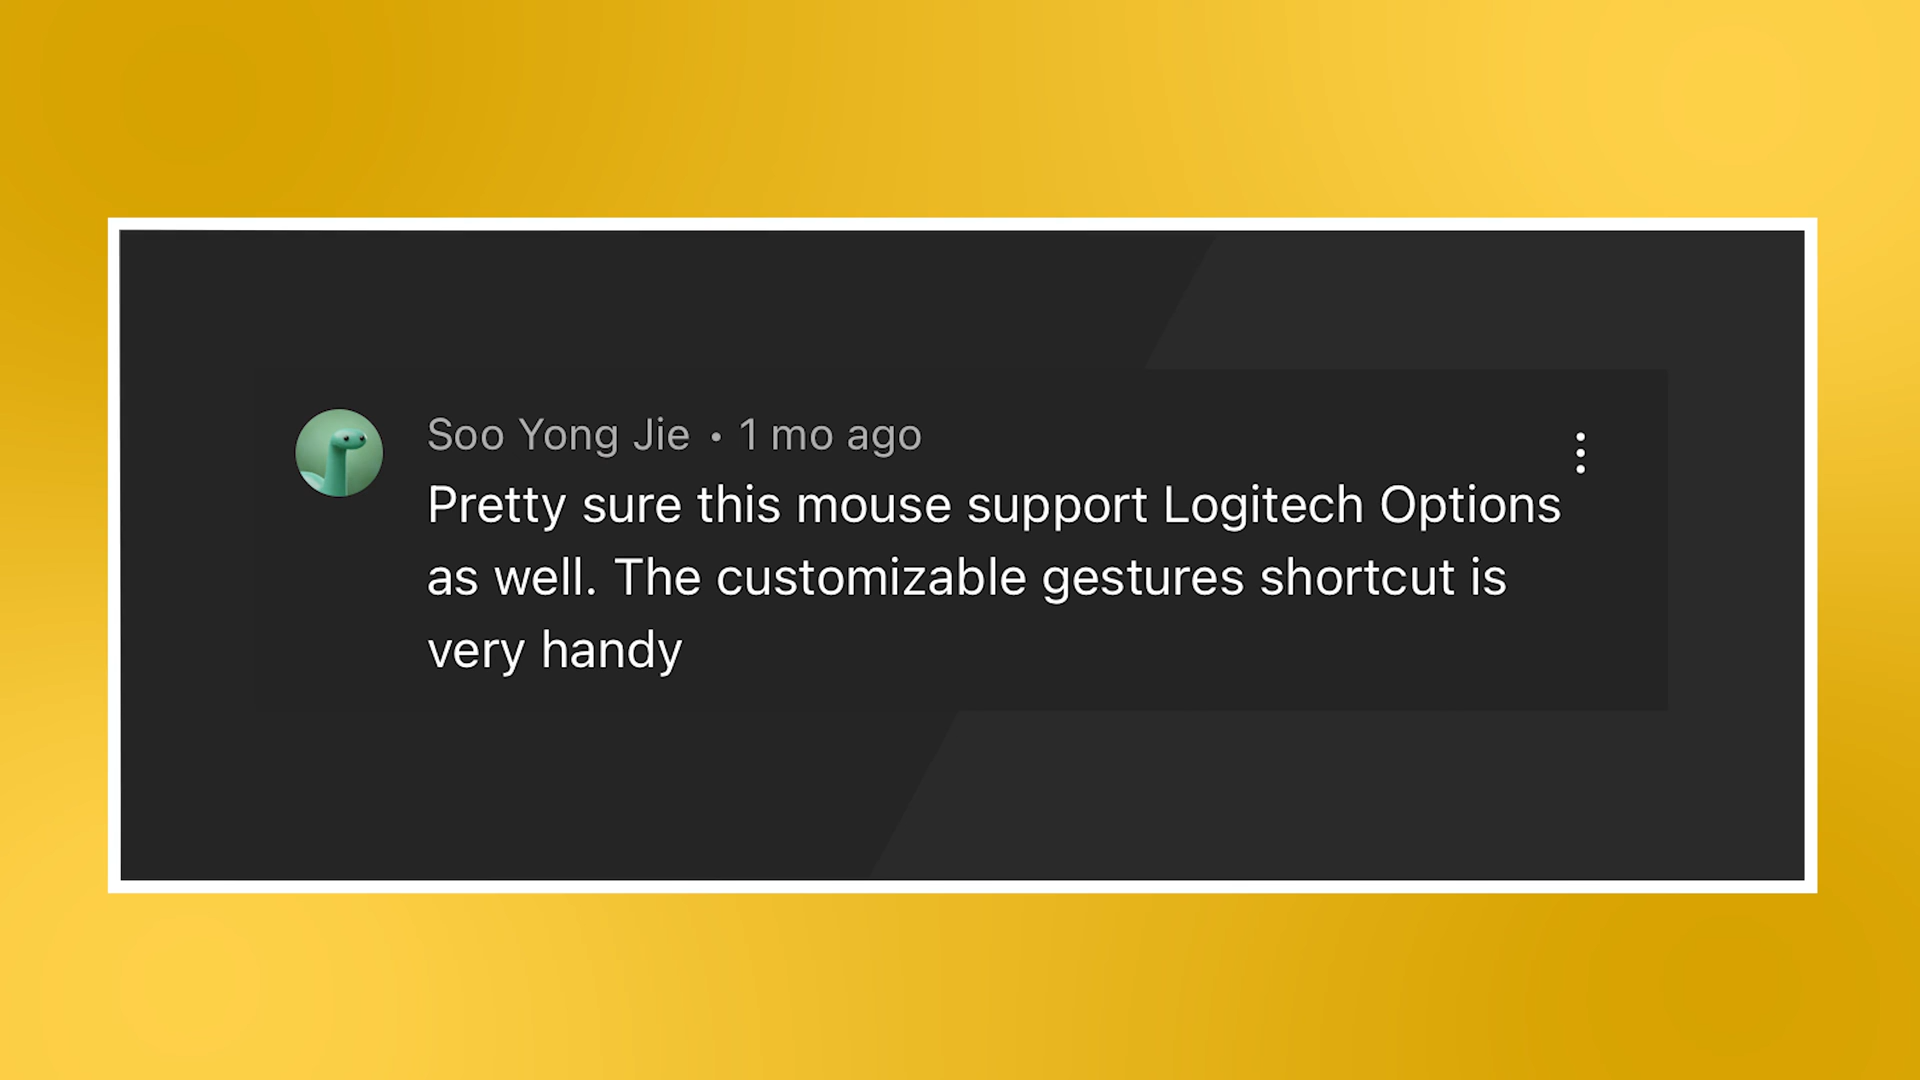 Soo Yong Jie • 1 mo ago
Pretty sure this mouse support Logitech Options
as well. The customizable gestures shortcut is
very handy